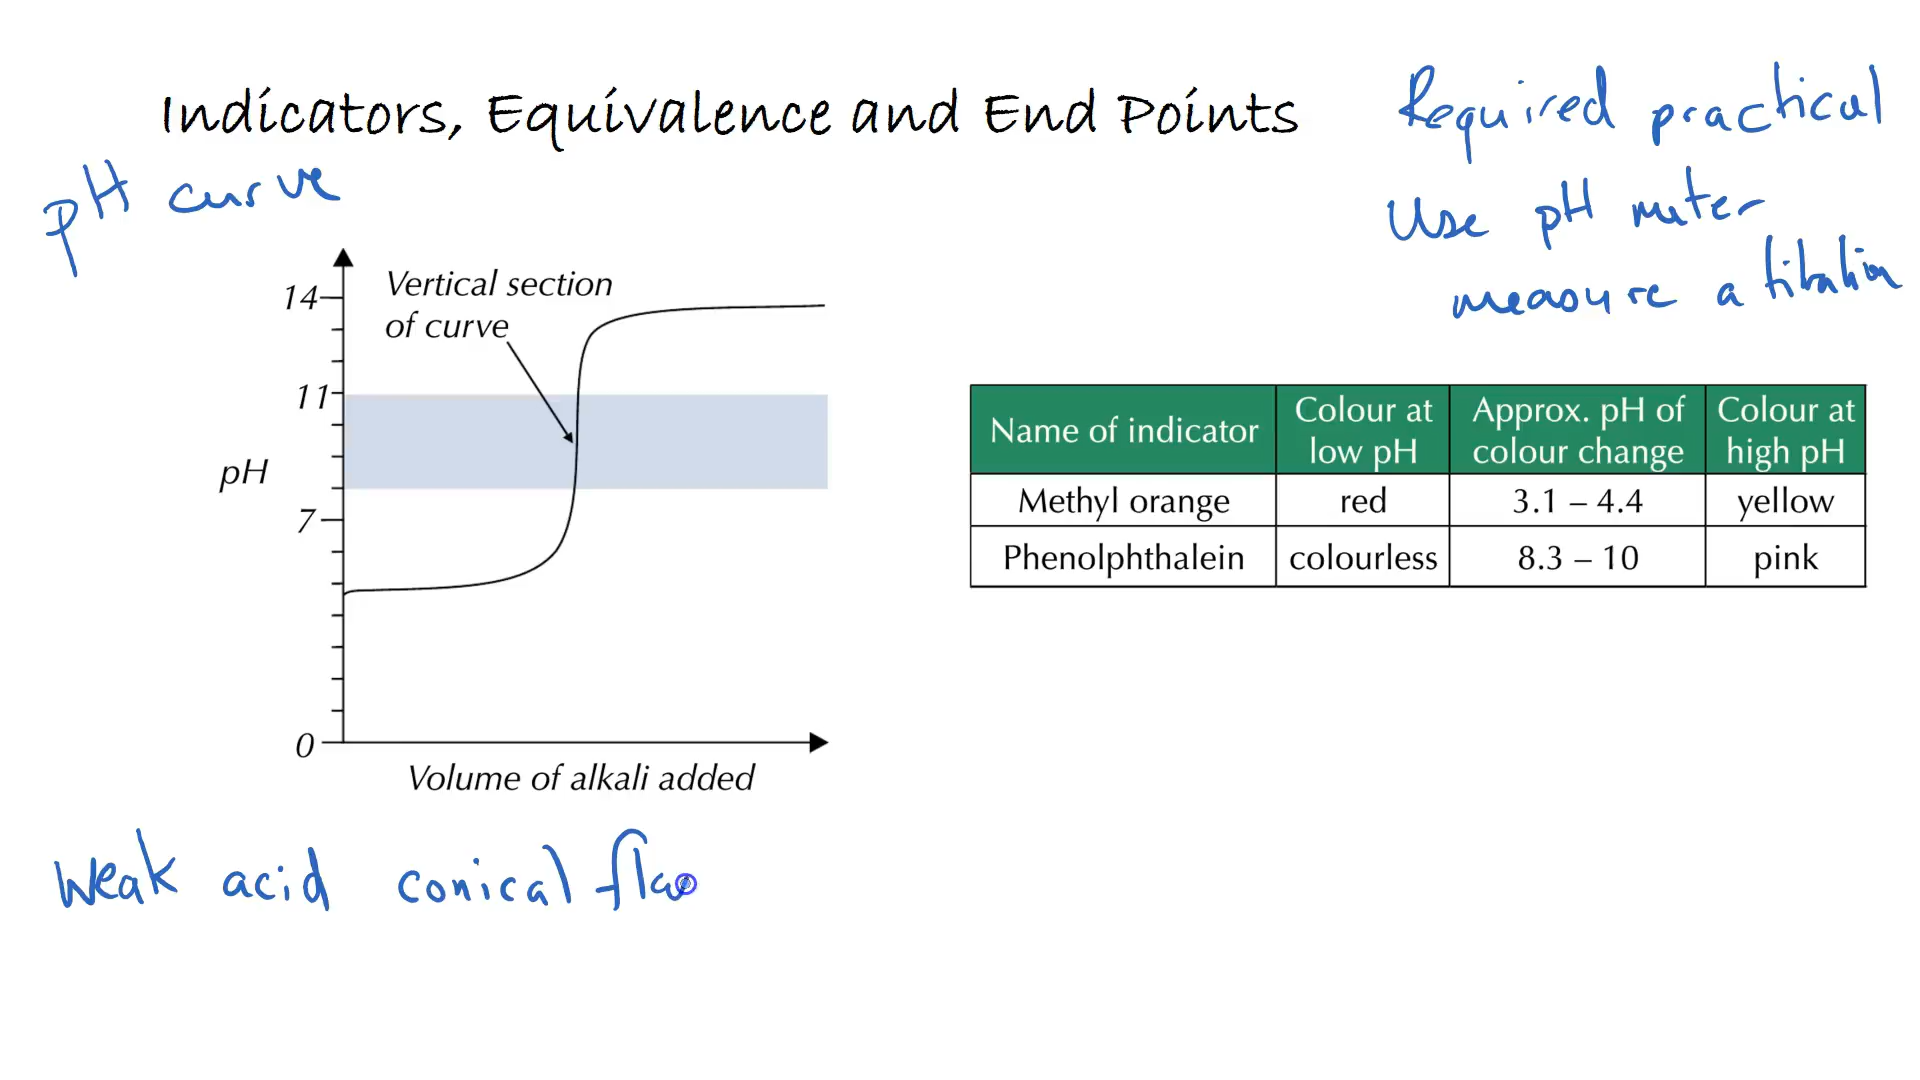 Indicators, Equivalence and End Points
Required practical
Use pH meter
measure a titration
pH curve
14
Vertical section
of curve
11
pH
7
0
Volume of alkali added
Name of indicator Colour at low pH Approx. pH of colour change Colour at high pH
Methyl orange red 3.1 – 4.4 yellow
Phenolphthalein colourless 8.3 – 10 pink
Weak acid conical fla